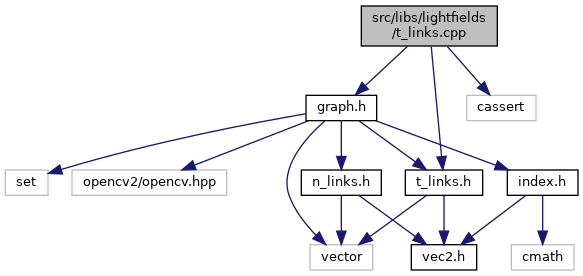 src/libs/lightfields
/t_links.cpp
graph.h
cassert
set
opencv2/opencv.hpp
n_links.h
t_links.h
index.h
vector
vec2.h
cmath